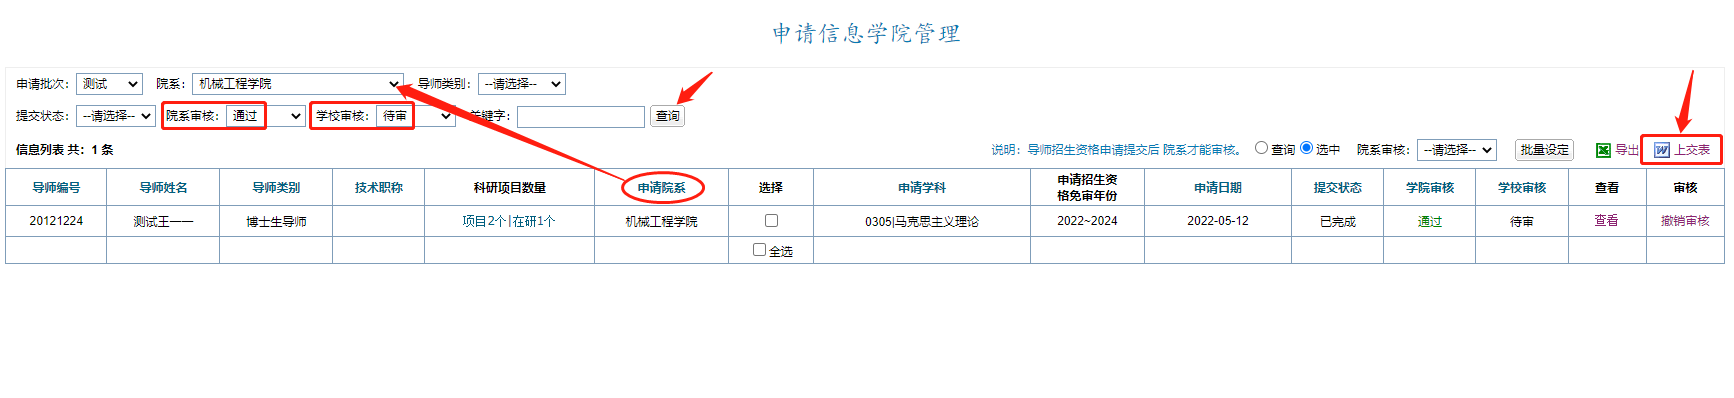 申请信息学院管理
申请批次： 测试 院系： 机械工程学院 导师类别： --请选择--
提交状态： --请选择-- 院系审核： 通过 学校审核： 待审 关键字： 查询
信息列表 共：1 条 说明：导师招生资格申请提交后 院系才能审核。 查询 选中 院系审核： --请选择-- 批量设定 导出 上交表
导师编号 导师姓名 导师类别 技术职称 科研项目数量 申请院系 选择 申请学科 申请招生资格免审年份 申请日期 提交状态 学院审核 学校审核 查看 审核
20121224 测试王一一 博士生导师 项目2个|在研1个 机械工程学院 0305|马克思主义理论 2022~2024 2022-05-12 已完成 通过 待审 查看 撤销审核
全选